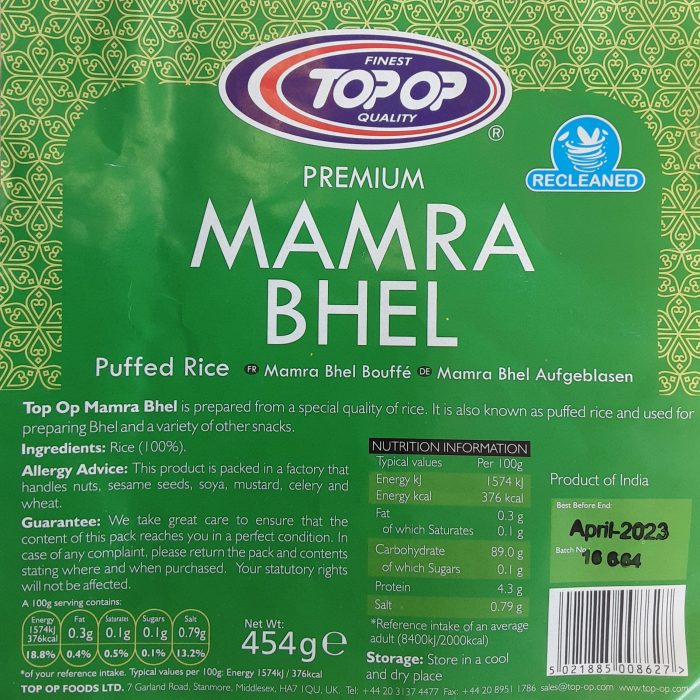 FINEST
TOP OP
QUALITY
®
RECLEANED
PREMIUM
MAMRA
BHEL
Puffed Rice FR Mamra Bhel Bouffé DE Mamra Bhel Aufgeblasen
Top Op Mamra Bhel is prepared from a special quality of rice. It is also known as puffed rice and used for
preparing Bhel and a variety of other snacks.
Ingredients: Rice (100%).
Allergy Advice: This product is packed in a factory that
handles nuts, sesame seeds, soya, mustard, celery and
wheat.
Guarantee: We take great care to ensure that the
content of this pack reaches you in a perfect condition. In
case of any complaint, please return the pack and contents
stating where and when purchased. Your statutory rights
will not be affected.
A 100g serving contains:
Energy 1574kJ 376kcal 18.8%
Fat 0.3g 0.4%
Saturates 0.1g 0.5%
Sugars 0.1g 0.1%
Salt 0.79g 13.2%
*of your reference intake. Typical values per 100g: Energy 1574kJ / 376kcal
Net Wt:
454g e
NUTRITION INFORMATION
Typical values Per 100g
Energy kJ 1574 kJ
Energy kcal 376 kcal
Fat 0.3 g
of which Saturates 0.1 g
Carbohydrate 89.0 g
of which Sugars 0.1 g
Protein 4.3 g
Salt 0.79 g
*Reference intake of an average
adult (8400kJ/2000kcal)
Storage: Store in a cool
and dry place
Product of India
Best Before End:
April-2023
Batch No:
16 664
5 021885 008627 >
TOP OP FOODS LTD. 7 Garland Road, Stanmore, Middlesex, HA7 1QU, UK. Tel: +44 20 3137 4477 Fax: +44 20 8951 1786 sales@top-op.com www.top-op.com